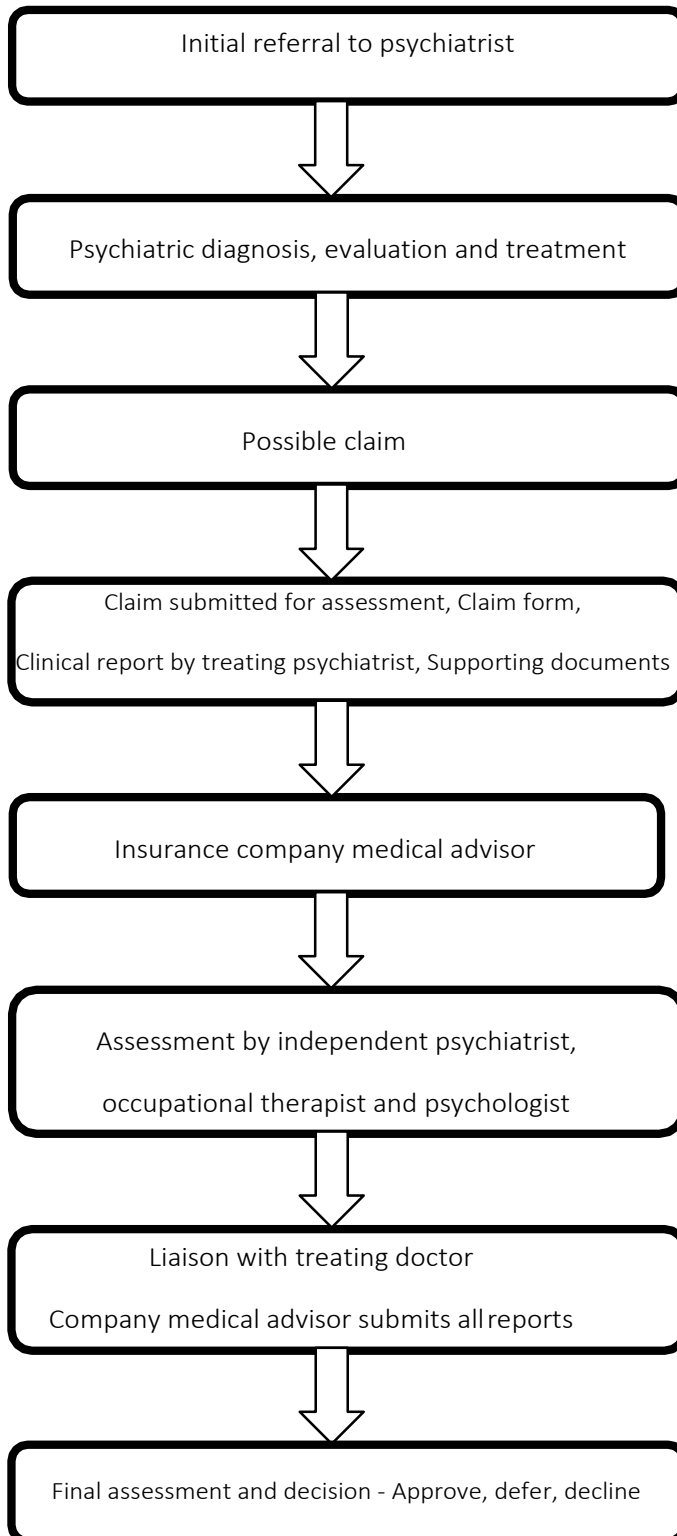 Initial referral to psychiatrist
Psychiatric diagnosis, evaluation and treatment
Possible claim
Claim submitted for assessment, Claim form,
Clinical report by treating psychiatrist, Supporting documents
Insurance company medical advisor
Assessment by independent psychiatrist,
occupational therapist and psychologist
Liaison with treating doctor
Company medical advisor submits all reports
Final assessment and decision - Approve, defer, decline